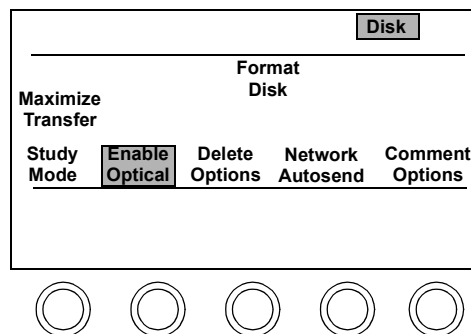 Disk
Format
Disk
Maximize
Transfer
Study Mode
Enable Optical
Delete Options
Network Autosend
Comment Options